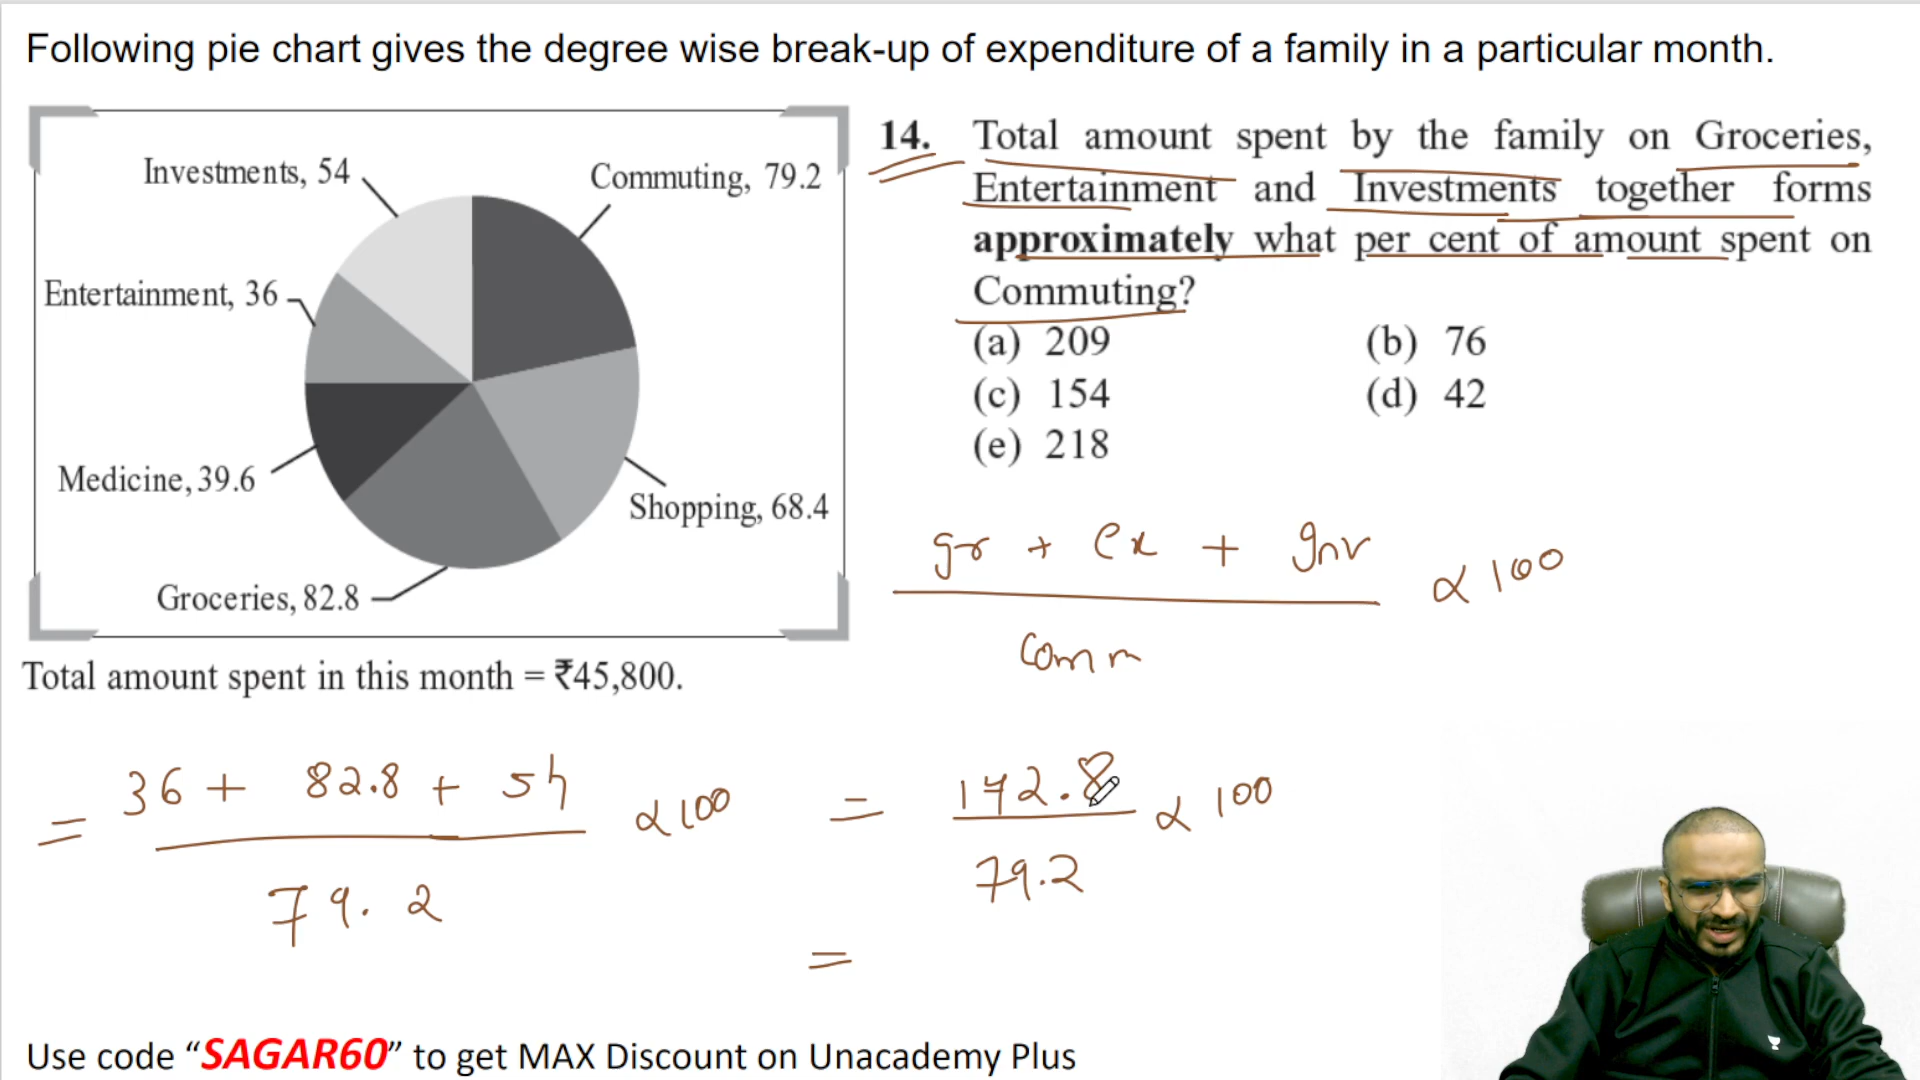 Following pie chart gives the degree wise break-up of expenditure of a family in a particular month.
Investments, 54
Commuting, 79.2
Entertainment, 36
Medicine, 39.6
Shopping, 68.4
Groceries, 82.8
Total amount spent in this month = ₹45,800.
14. Total amount spent by the family on Groceries,
Entertainment and Investments together forms
approximately what per cent of amount spent on
Commuting?
(a) 209 (b) 76
(c) 154 (d) 42
(e) 218
gr + ex + Inv
x 100
Comm
= 36 + 82.8 + 54 x 100 = 172.8 x 100
79.2 79.2
=
Use code “SAGAR60” to get MAX Discount on Unacademy Plus